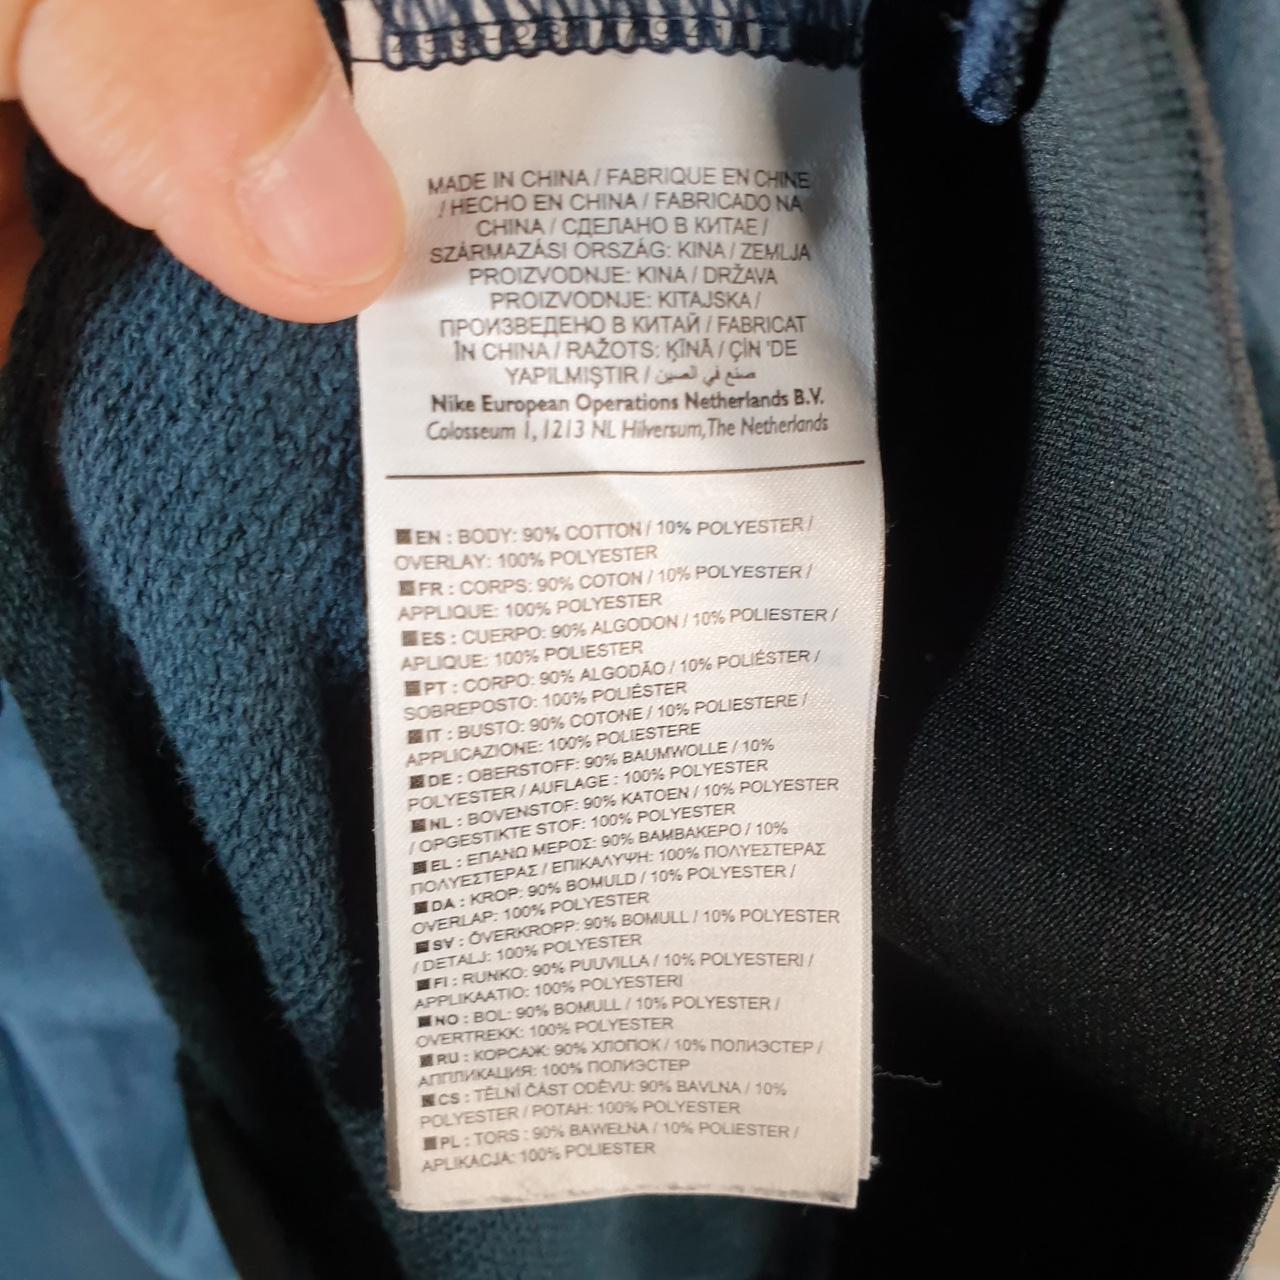 MADE IN CHINA / FABRIQUE EN CHINE
/ HECHO EN CHINA / FABRICADO NA
CHINA / СДЕЛАНО В КИТАЕ /
SZÁRMAZÁSI ORSZÁG: KINA / ZEMLJA
PROIZVODNJE: KINA / DRŽAVA
PROIZVODNJE: KITAJSKA /
ПРОИЗВЕДЕНО В КИТАЙ / FABRICAT
ÎN CHINA / RAŽOTS: ĶĪNĀ / ÇİN 'DE
YAPILMIŞTIR / صنع في الصين
Nike European Operations Netherlands B.V.
Colosseum 1, 1213 NL Hilversum, The Netherlands
EN : BODY: 90% COTTON / 10% POLYESTER /
OVERLAY: 100% POLYESTER
FR : CORPS: 90% COTON / 10% POLYESTER /
APPLIQUE: 100% POLYESTER
ES : CUERPO: 90% ALGODON / 10% POLIESTER /
APLIQUE: 100% POLIESTER
PT : CORPO: 90% ALGODÃO / 10% POLIÉSTER /
SOBREPOSTO: 100% POLIÉSTER
IT : BUSTO: 90% COTONE / 10% POLIESTERE /
APPLICAZIONE: 100% POLIESTERE
DE : OBERSTOFF: 90% BAUMWOLLE / 10%
POLYESTER / AUFLAGE : 100% POLYESTER
NL : BOVENSTOF: 90% KATOEN / 10% POLYESTER
/ OPGESTIKTE STOF: 100% POLYESTER
EL : ΕΠΑΝΩ ΜΕΡΟΣ: 90% ΒΑΜΒΑΚΕΡΟ / 10%
ΠΟΛΥΕΣΤΕΡΑΣ / ΕΠΙΚΑΛΥΨΗ: 100% ΠΟΛΥΕΣΤΕΡΑΣ
DA : KROP: 90% BOMULD / 10% POLYESTER /
OVERLAP: 100% POLYESTER
SV : ÖVERKROPP: 90% BOMULL / 10% POLYESTER
/ DETALJ: 100% POLYESTER
FI : RUNKO: 90% PUUVILLA / 10% POLYESTERI /
APPLIKAATIO: 100% POLYESTERI
NO : BOL: 90% BOMULL / 10% POLYESTER /
OVERTREKK: 100% POLYESTER
RU : КОРСАЖ: 90% ХЛОПОК / 10% ПОЛИЭСТЕР /
АППЛИКАЦИЯ: 100% ПОЛИЭСТЕР
CS : TĚLNÍ ČÁST ODĚVU: 90% BAVLNA / 10%
POLYESTER / POTAH: 100% POLYESTER
PL : TORS : 90% BAWEŁNA / 10% POLIESTER /
APLIKACJA: 100% POLIESTER